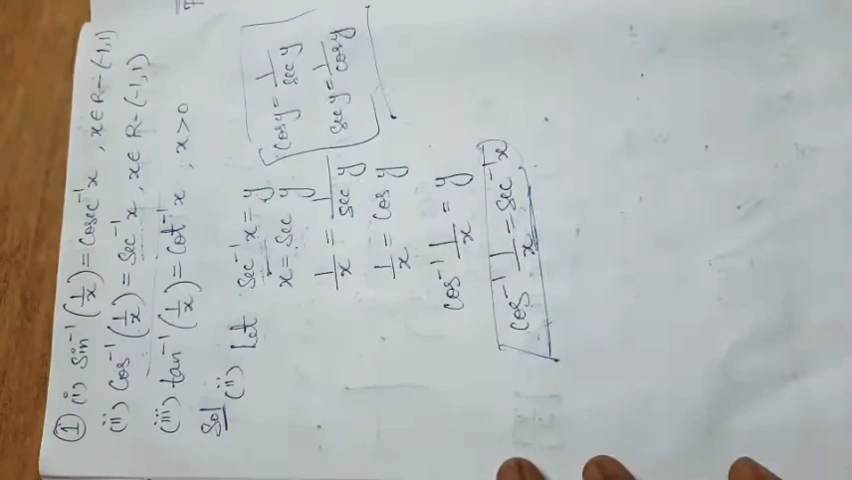 ① (i) sin⁻¹(1/x) = cosec⁻¹x , x ∈ R – (-1,1)
(ii) cos⁻¹(1/x) = sec⁻¹x , x ∈ R – (-1,1)
(iii) tan⁻¹(1/x) = cot⁻¹x , x > 0
Sol (ii) Let sec⁻¹x = y
x = sec y
1/x = 1/sec y
1/x = cos y
cos y = 1/sec y
sec y = 1/cos y
cos⁻¹ 1/x = y
cos⁻¹ 1/x = sec⁻¹x